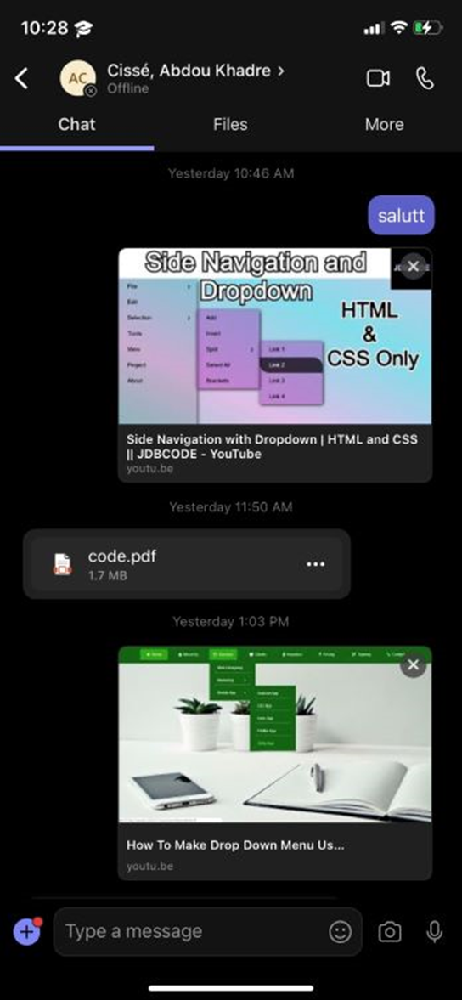 10:28
AC
Cissé, Abdou Khadre >
Offline
Chat
Files
More
Yesterday 10:46 AM
salutt
Side Navigation and
Dropdown
HTML
&
CSS Only
File
Edit
Selection
Tools
View
Project
About
Add
Insert
Split
Select All
Brackets
Link 1
Link 2
Link 3
Link 4
Side Navigation with Dropdown | HTML and CSS
|| JDBCODE - YouTube
youtu.be
Yesterday 11:50 AM
code.pdf
1.7 MB
Yesterday 1:03 PM
How To Make Drop Down Menu Us...
youtu.be
Type a message